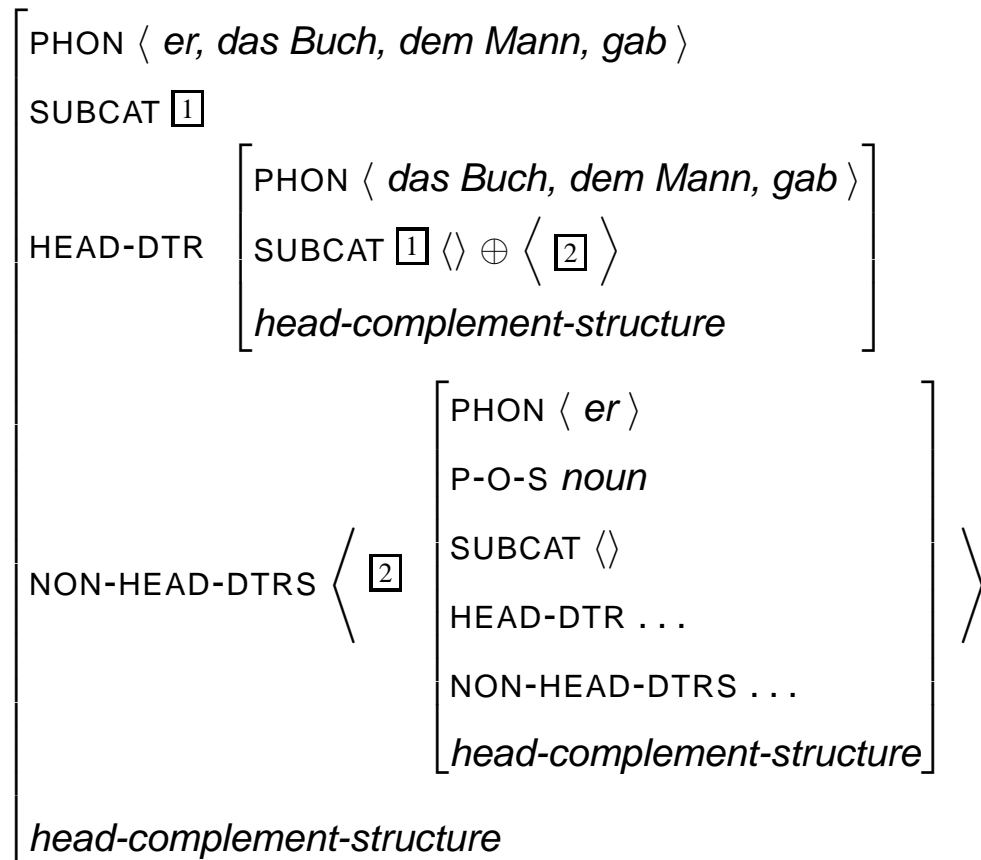 PHON ⟨ er, das Buch, dem Mann, gab ⟩
SUBCAT 1
HEAD-DTR
PHON ⟨ das Buch, dem Mann, gab ⟩
SUBCAT 1 ⟨⟩ ⊕ ⟨ 2 ⟩
head-complement-structure
NON-HEAD-DTRS ⟨ 2
PHON ⟨ er ⟩
P-O-S noun
SUBCAT ⟨⟩
HEAD-DTR . . .
NON-HEAD-DTRS . . .
head-complement-structure
⟩
head-complement-structure